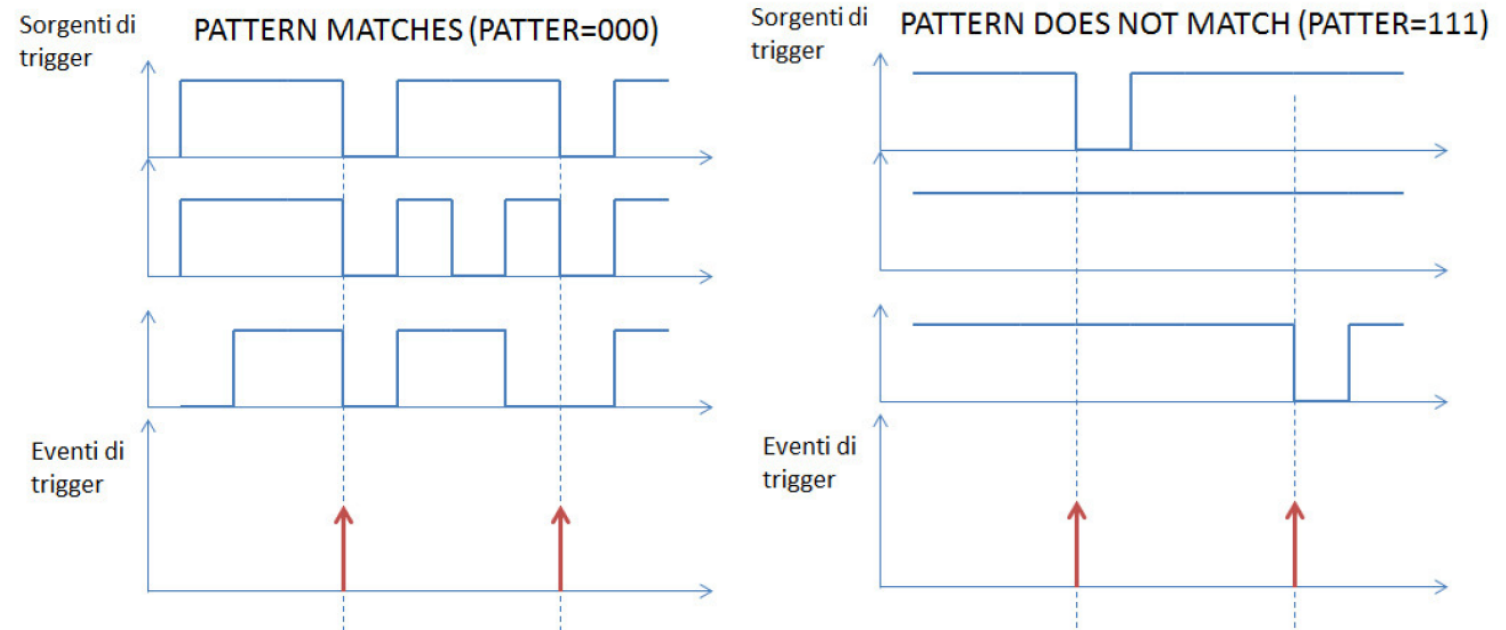 Sorgenti di
trigger
PATTERN MATCHES (PATTER=000)
Eventi di
trigger
Sorgenti di
trigger
PATTERN DOES NOT MATCH (PATTER=111)
Eventi di
trigger